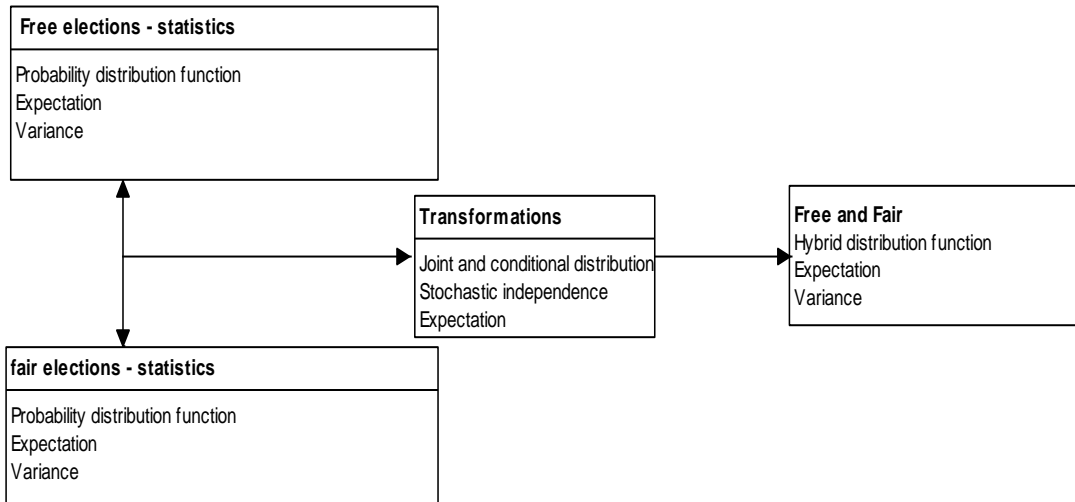 Free elections - statistics
Probability distribution function
Expectation
Variance
Transformations
Joint and conditional distribution
Stochastic independence
Expectation
Free and Fair
Hybrid distribution function
Expectation
Variance
fair elections - statistics
Probability distribution function
Expectation
Variance